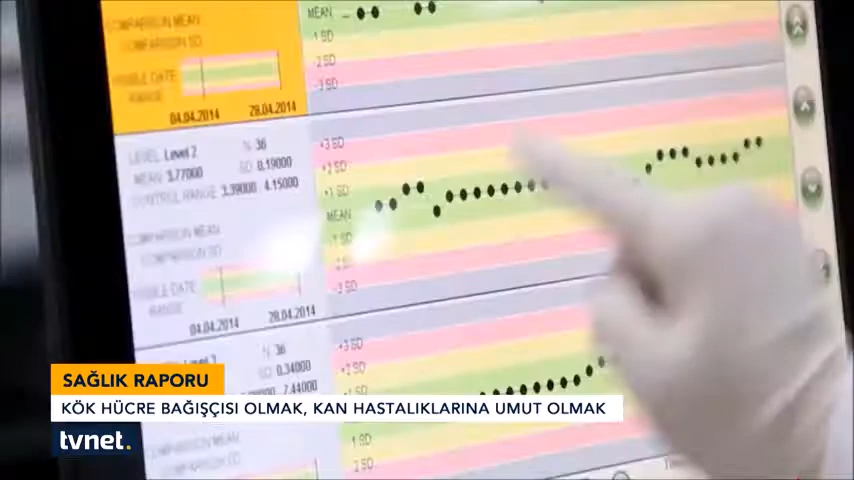 COMPARISON MEAN
COMPARISON SD
VISIBLE DATE
RANGE
04.04.2014 28.04.2014
MEAN
-1 SD
-2 SD
-3 SD
LEVEL Level 2 N 36
MEAN 3.77000 SD 0.19000
CONTROL RANGE 3.39000 4.15000
COMPARISON MEAN
COMPARISON SD
VISIBLE DATE
RANGE
04.04.2014 28.04.2014
+3 SD
+2 SD
+1 SD
MEAN
-1 SD
-2 SD
-3 SD
N 36
SD 0.34000
7.44000
COMPARISON MEAN
COMPARISON SD
+3 SD
+2 SD
-1 SD
-2 SD
SAĞLIK RAPORU
KÖK HÜCRE BAĞIŞÇISI OLMAK, KAN HASTALIKLARINA UMUT OLMAK
tvnet.